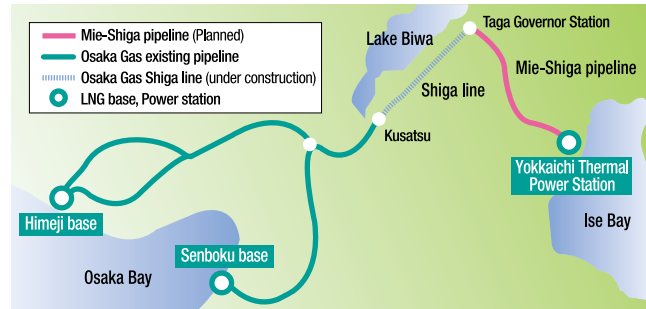 Mie-Shiga pipeline (Planned)
Osaka Gas existing pipeline
Osaka Gas Shiga line (under construction)
LNG base, Power station
Lake Biwa
Taga Governor Station
Mie-Shiga pipeline
Shiga line
Kusatsu
Yokkaichi Thermal
Power Station
Himeji base
Ise Bay
Senboku base
Osaka Bay